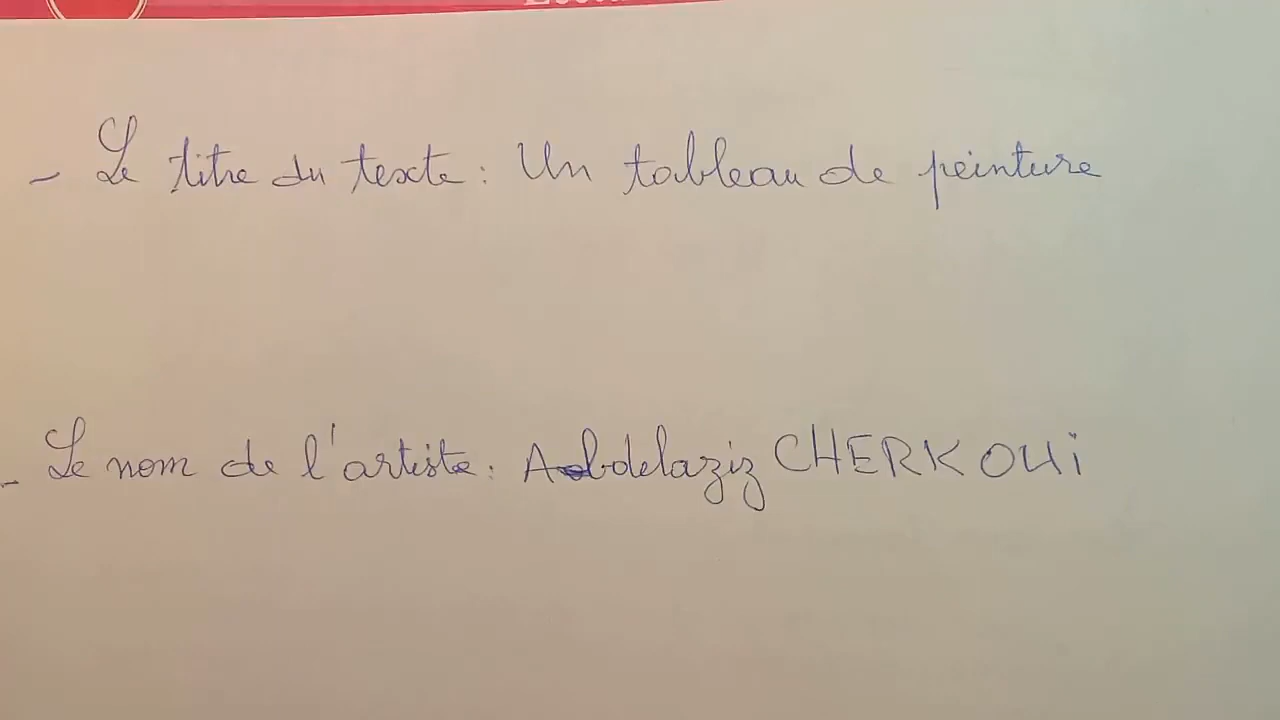 - Le titre du texte : Un tableau de peinture
- Le nom de l'artiste : Abdelaziz CHERKOUi